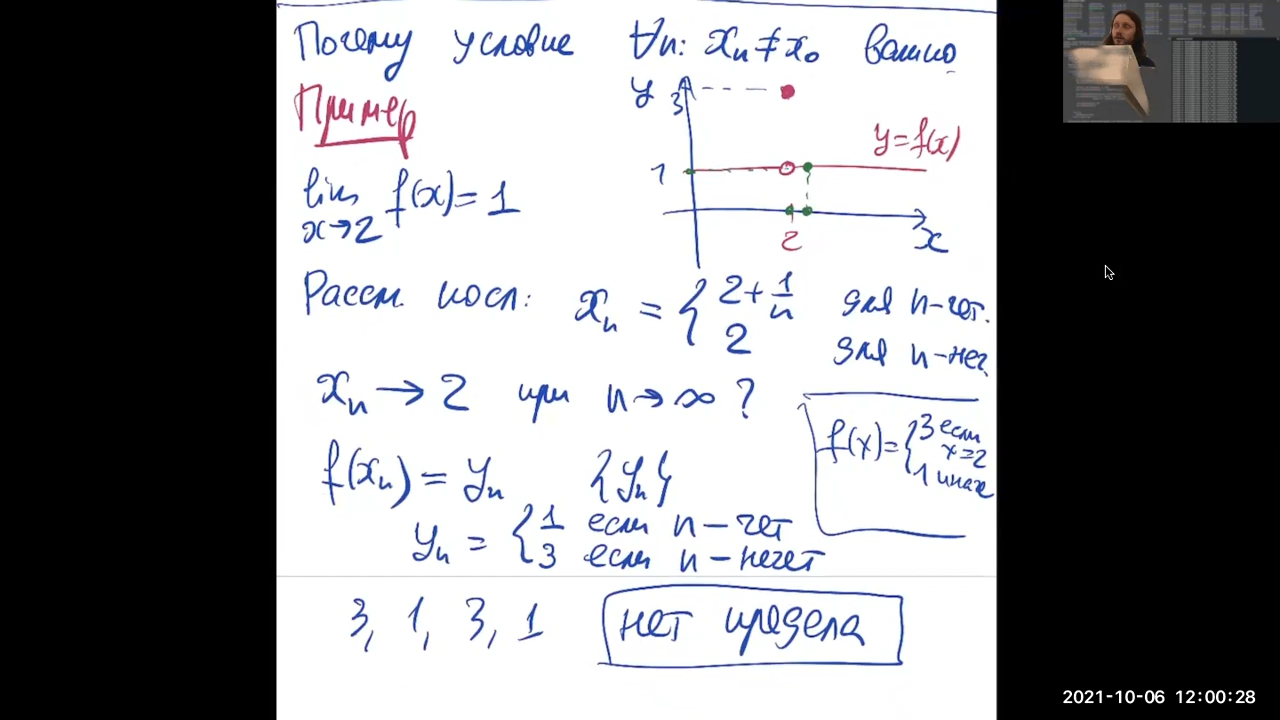 Почему условие ∀n: xₙ ≠ x₀ важно
Пример
y
3
y=f(x)
1
2
x
lim f(x) = 1
x→2
Рассм. посл: xₙ = { 2 + 1/n для n-чет.
2 для n-неч.
xₙ → 2 при n → ∞ ?
f(x) = { 3 если x=2
1 инах
f(xₙ) = yₙ {yₙ}
yₙ = { 1 если n - чет
3 если n - нечет
3, 1, 3, 1 нет предела
2021-10-06 12:00:28